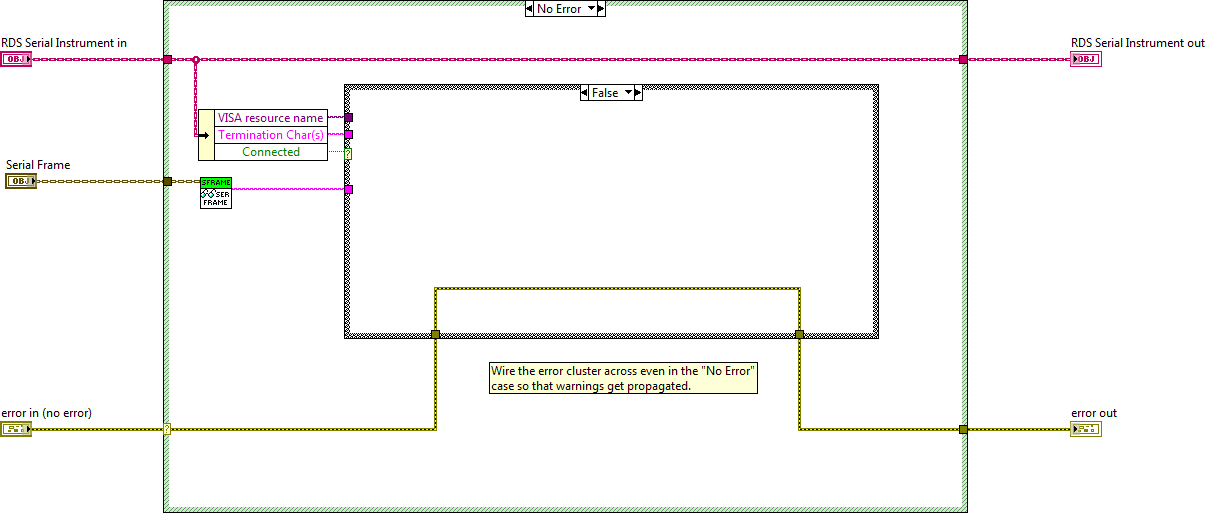 No Error
RDS Serial Instrument in
RDS Serial Instrument out
OBJ
OBJ
False
VISA resource name
Termination Char(s)
Connected
?
Serial Frame
OBJ
SFRAME
SER
FRAME
Wire the error cluster across even in the "No Error"
case so that warnings get propagated.
error in (no error)
error out
?